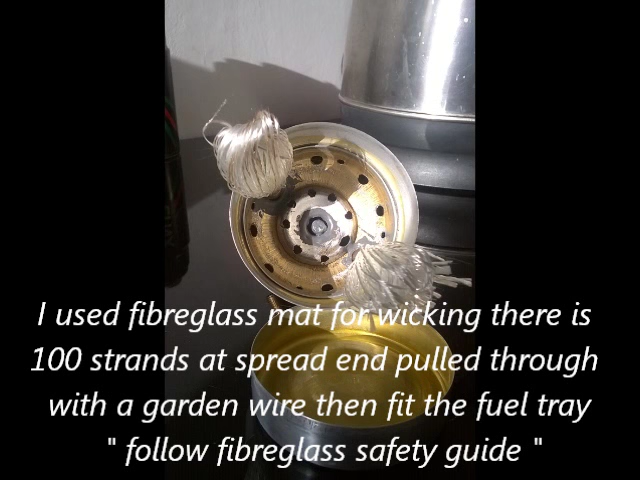 I used fibreglass mat for wicking there is
100 strands at spread end pulled through
with a garden wire then fit the fuel tray
" follow fibreglass safety guide "